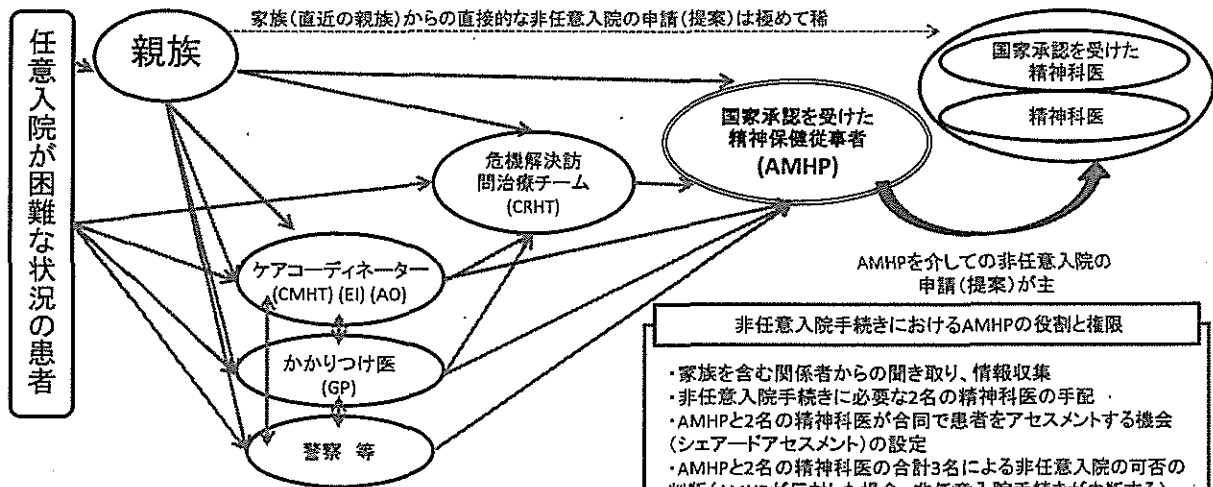 家族(直近の親族)からの直接的な非任意入院の申請(提案)は極めて稀
任意入院が困難な状況の患者
親族
国家承認を受けた
精神科医
精神科医
国家承認を受けた
精神保健従事者
(AMHP)
危機解決訪
問治療チーム
(CRHT)
ケアコーディネーター
(CMHT) (EI) (AO)
かかりつけ医
(GP)
警察 等
AMHPを介しての非任意入院の
申請(提案)が主
非任意入院手続きにおけるAMHPの役割と権限
・家族を含む関係者からの聞き取り、情報収集
・非任意入院手続きに必要な2名の精神科医の手配
・AMHPと2名の精神科医が合同で患者をアセスメントする機会
(シェアードアセスメント)の設定
・AMHPと2名の精神科医の合計3名による非任意入院の可否の